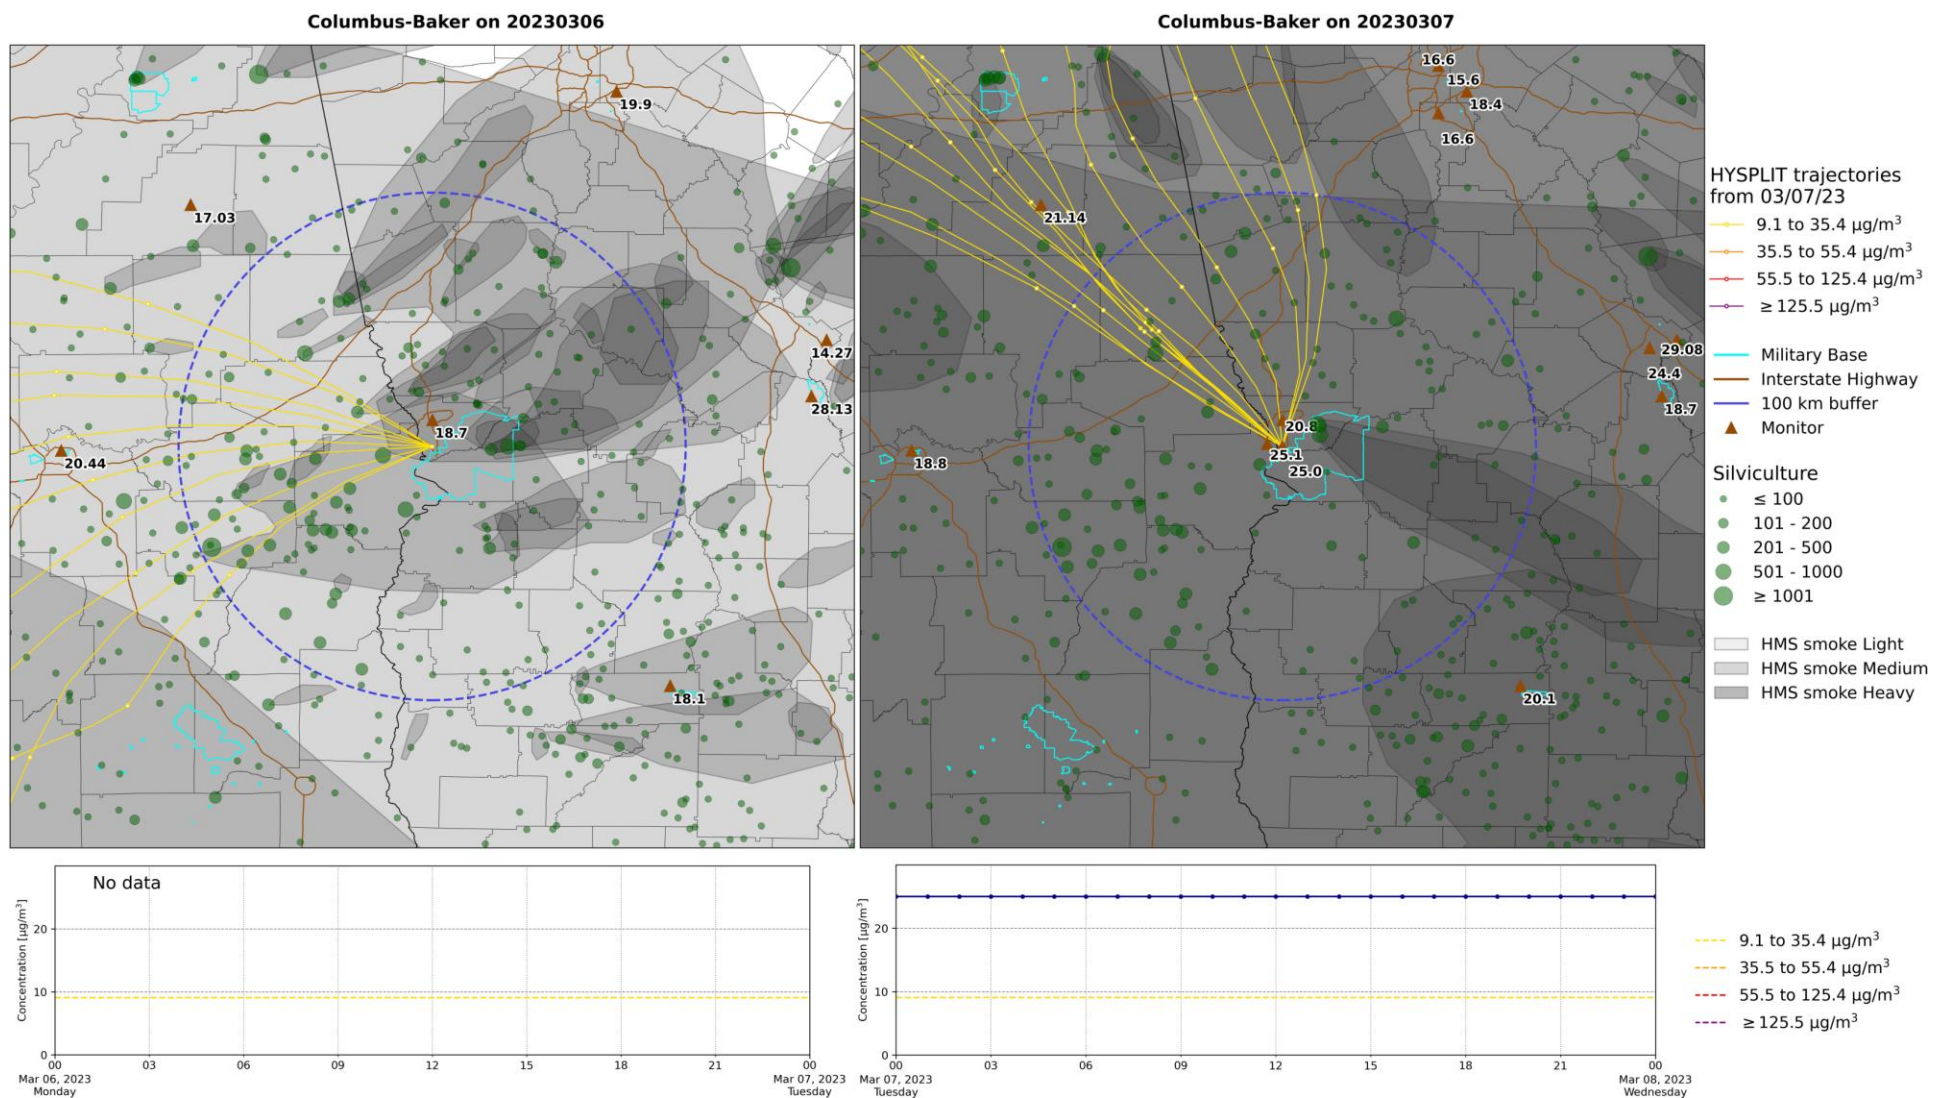 Columbus-Baker on 20230306
19.9
17.03
14.27
28.13
18.7
20.44
18.1
Columbus-Baker on 20230307
16.6
15.6
18.4
16.6
21.14
29.08
24.4
18.7
20.8
25.1
25.0
18.8
20.1
HYSPLIT trajectories
from 03/07/23
9.1 to 35.4 µg/m³
35.5 to 55.4 µg/m³
55.5 to 125.4 µg/m³
≥ 125.5 µg/m³
Military Base
Interstate Highway
100 km buffer
Monitor
Silviculture
≤ 100
101 - 200
201 - 500
501 - 1000
≥ 1001
HMS smoke Light
HMS smoke Medium
HMS smoke Heavy
No data
Concentration [µg/m³]
20
10
0
00 03 06 09 12 15 18 21 00
Mar 06, 2023 Mar 07, 2023
Monday Tuesday
Concentration [µg/m³]
20
10
0
00 03 06 09 12 15 18 21 00
Mar 07, 2023 Mar 08, 2023
Tuesday Wednesday
9.1 to 35.4 µg/m³
35.5 to 55.4 µg/m³
55.5 to 125.4 µg/m³
≥ 125.5 µg/m³